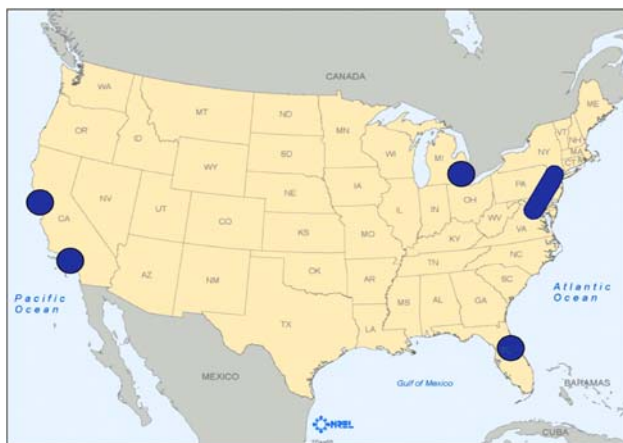 CANADA
WA
MT
ND
MN
ME
VT
NH
OR
ID
SD
WI
MI
NY
MA
CT
WY
IA
PA
NE
NV
UT
CO
IL
IN
OH
WV
VA
CA
KS
MO
KY
AZ
NM
OK
AR
TN
NC
SC
MS
AL
GA
TX
LA
Pacific
Ocean
Atlantic
Ocean
MEXICO
Gulf of Mexico
BAHAMAS
NREL
CUBA